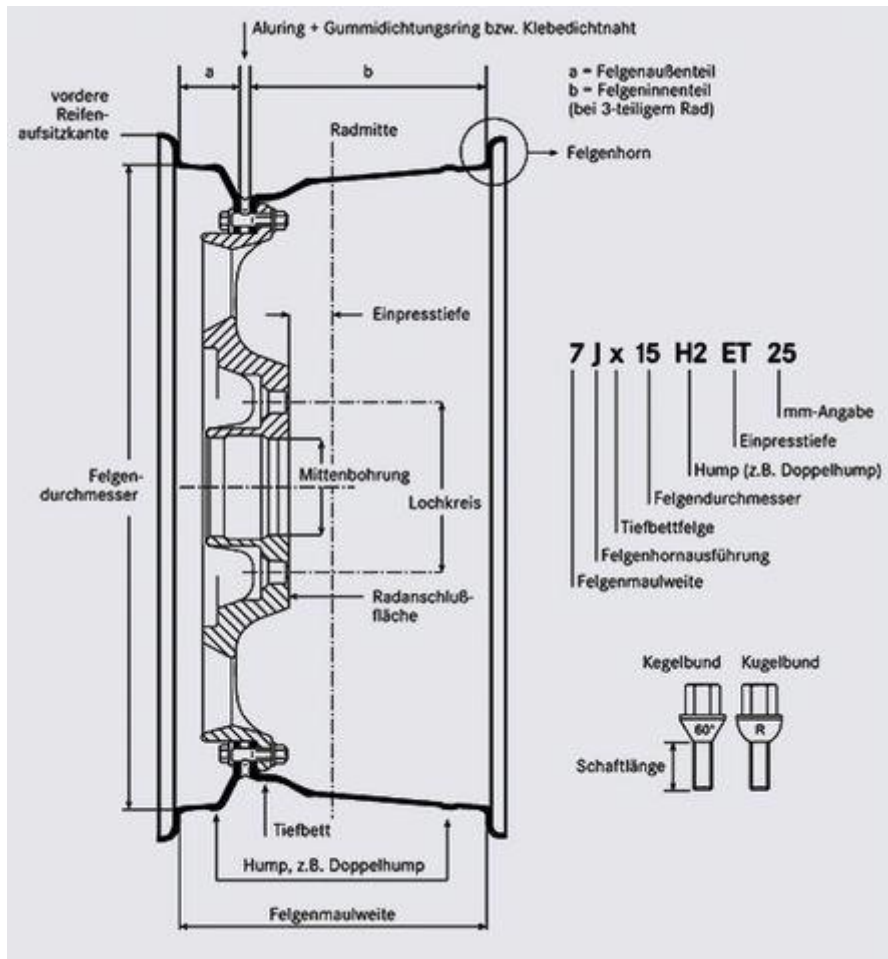 Aluring + Gummidichtungsring bzw. Klebedichtnaht
a
b
a = Felgenaußenteil
b = Felgeninnenteil
(bei 3-teiligem Rad)
vordere
Reifen-
aufsitzkante
Radmitte
Felgenhorn
Einpresstiefe
7 J x 15 H2 ET 25
mm-Angabe
Einpresstiefe
Hump (z.B. Doppelhump)
Felgendurchmesser
Tiefbettfelge
Felgenhornausführung
Felgenmaulweite
Felgen-
durchmesser
Mittenbohrung
Lochkreis
Radanschluß-
fläche
Kegelbund
Kugelbund
60°
R
Schaftlänge
Tiefbett
Hump, z.B. Doppelhump
Felgenmaulweite